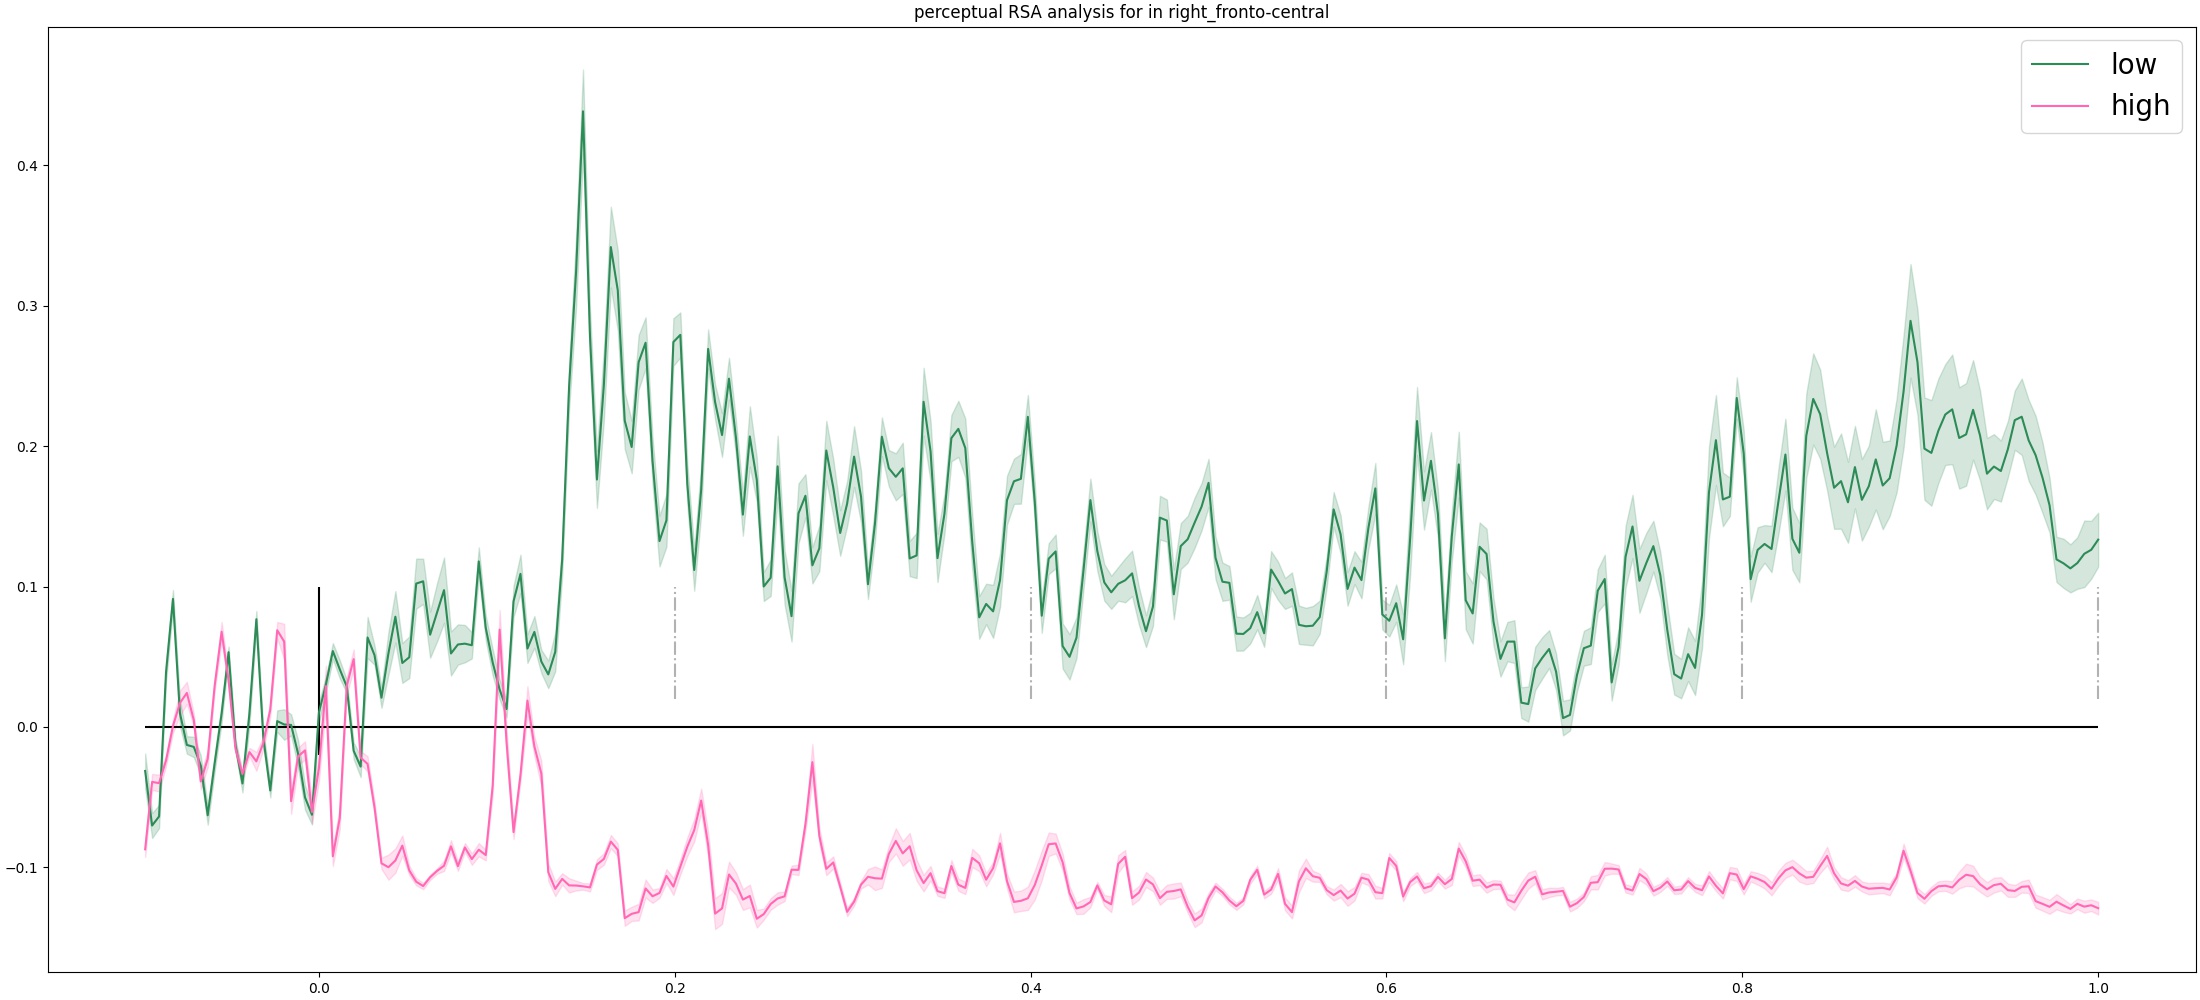 perceptual RSA analysis for in right_fronto-central
low
high
0.4
0.3
0.2
0.1
0.0
−0.1
0.0 0.2 0.4 0.6 0.8 1.0